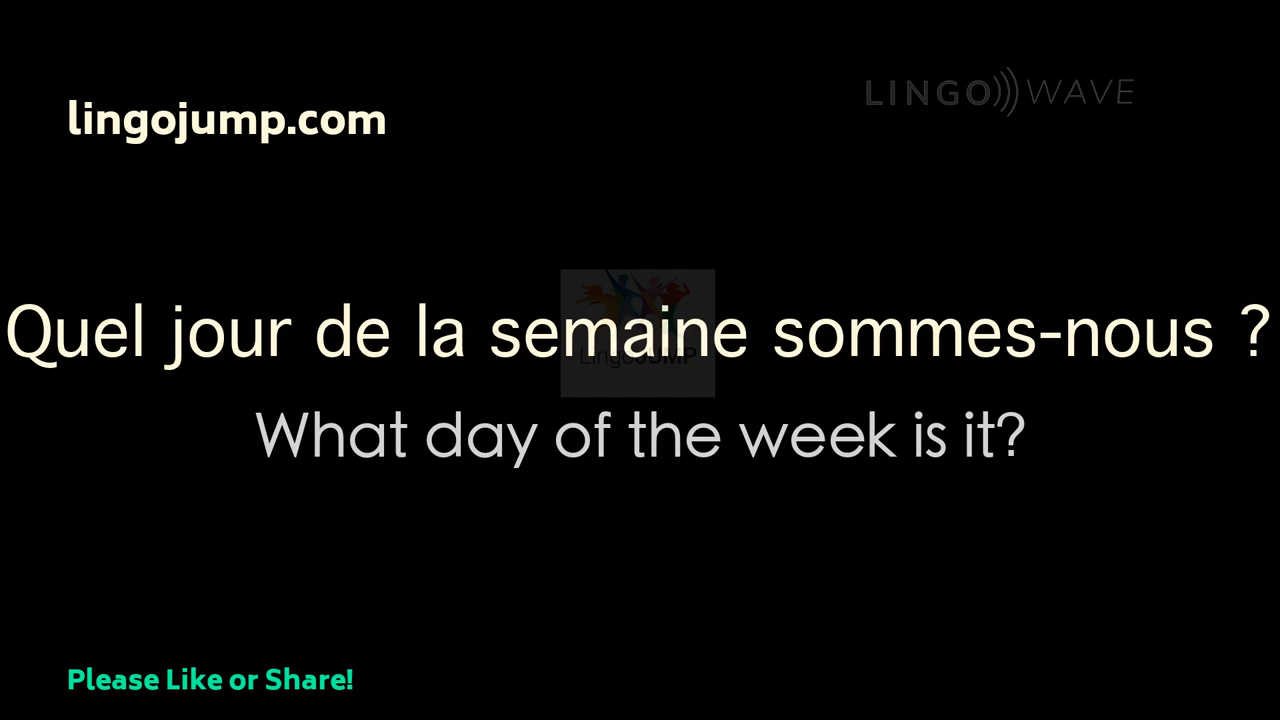 lingojump.com
LINGO WAVE
Quel jour de la semaine sommes-nous ?
LingoJUMP
What day of the week is it?
Please Like or Share!